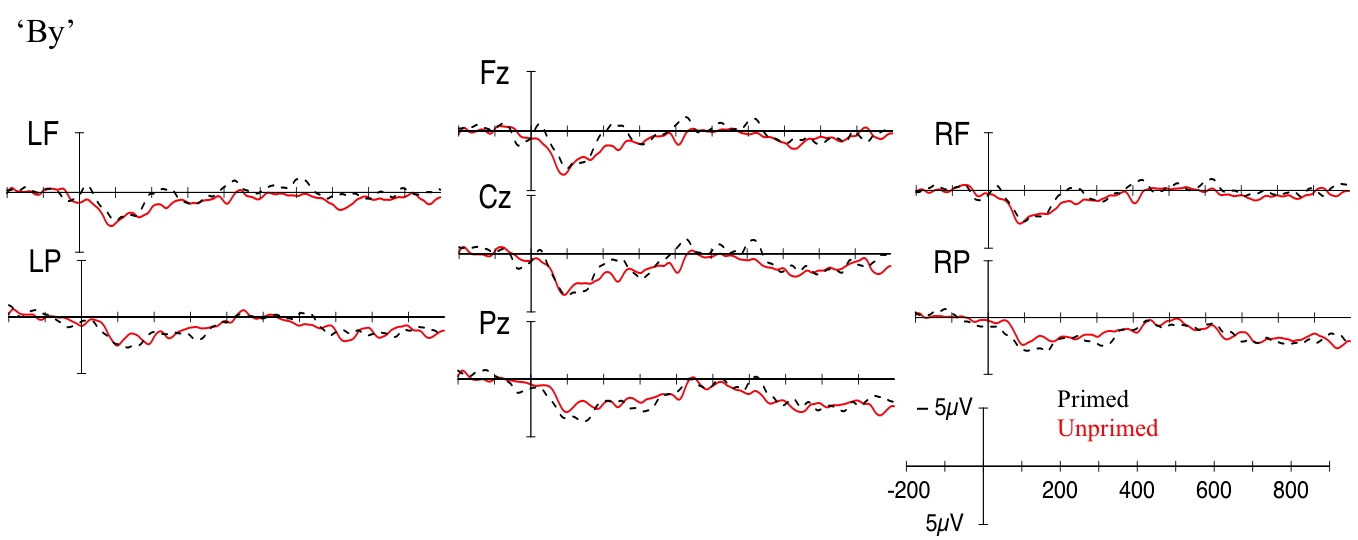 ‘By’
Fz
LF
RF
Cz
LP
RP
Pz
Primed
– 5µV
Unprimed
-200 200 400 600 800
5µV